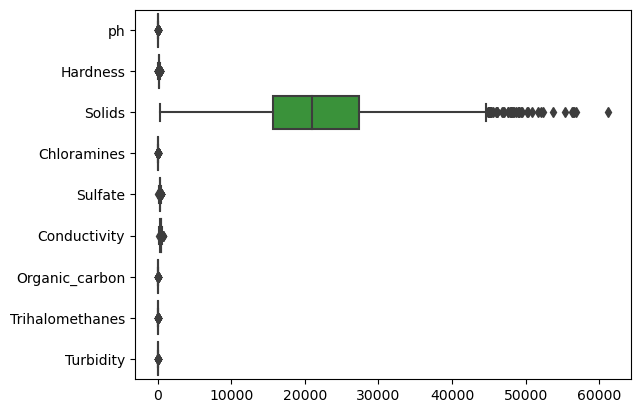 ph
Hardness
Solids
Chloramines
Sulfate
Conductivity
Organic_carbon
Trihalomethanes
Turbidity
0 10000 20000 30000 40000 50000 60000